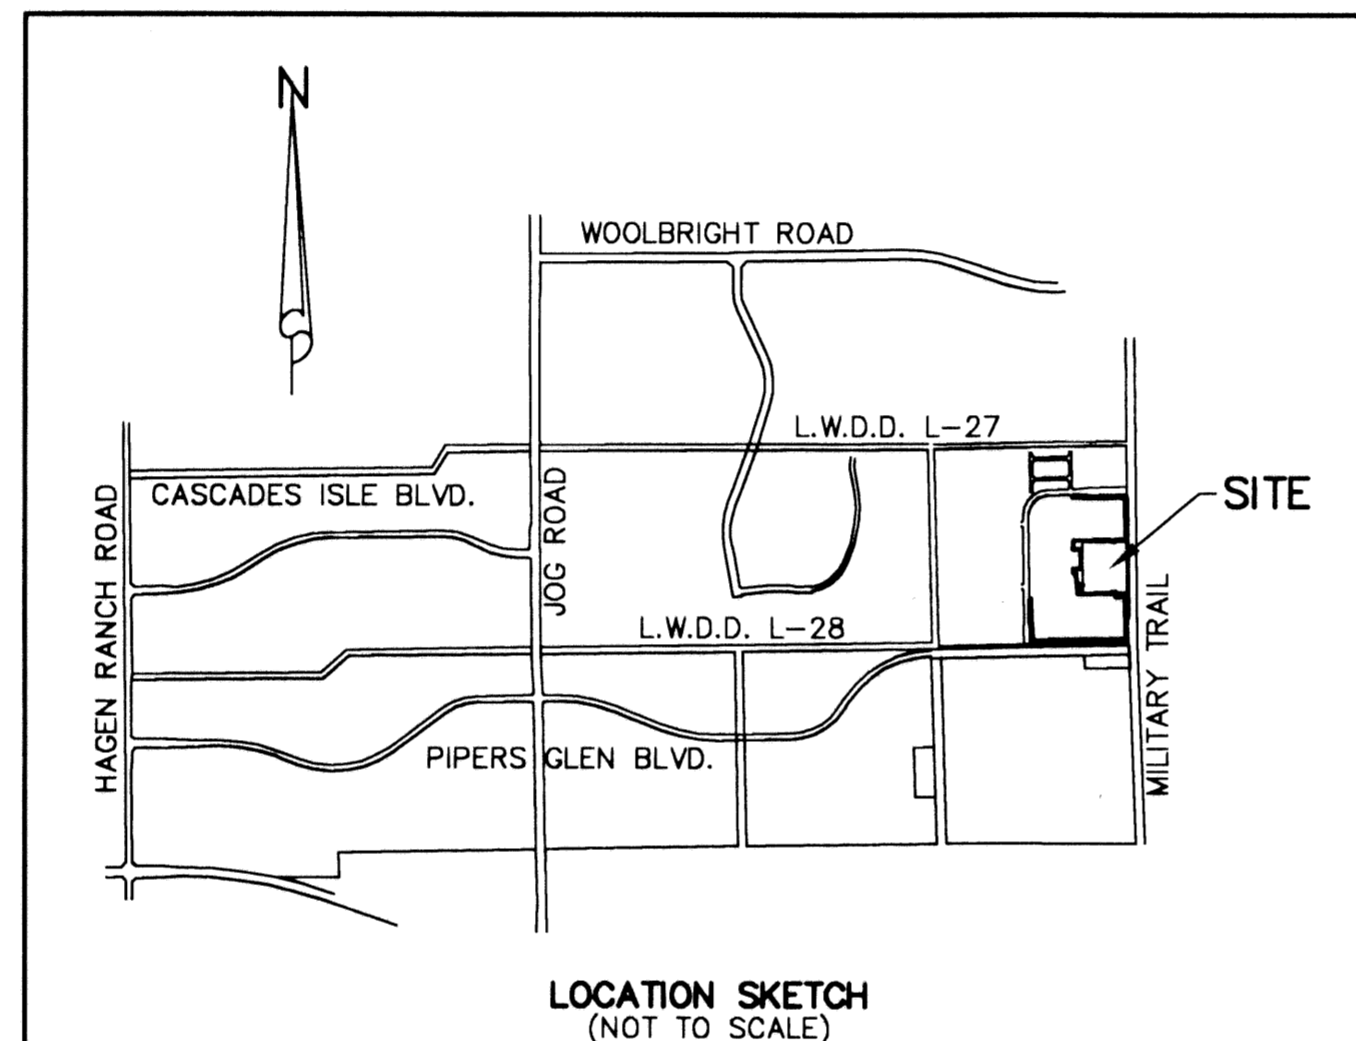 N
WOOLBRIGHT ROAD
L.W.D.D. L-27
SITE
CASCADES ISLE BLVD.
HAGEN RANCH ROAD
JOG ROAD
L.W.D.D. L-28
MILITARY TRAIL
PIPERS GLEN BLVD.
LOCATION SKETCH
(NOT TO SCALE)